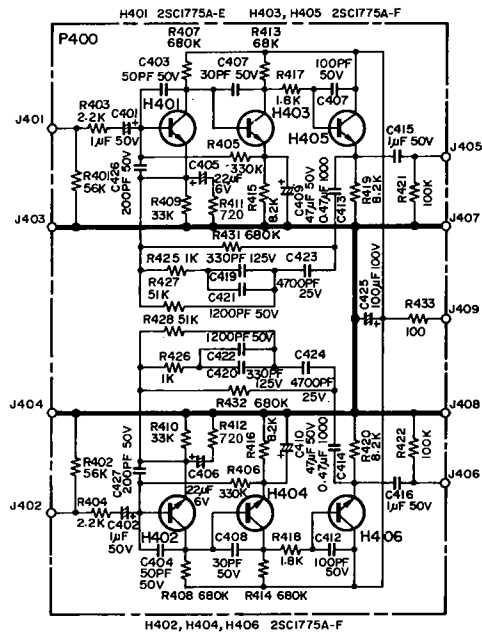 H401 2SC1775A-E H403, H405 2SC1775A-F
P400
R407
680K
R413
68K
C403
50PF 50V
C407
30PF 50V
R417
1.8K
100PF
50V
C407
H401
H403
H405
R403
2.2K
C401
1μF
50V
J401
C415
1μF 50V
J405
R405
330K
C405
22μF
6V
R401
56K
C426
200PF 50V
R409
33K
R411
720
R415
8.2K
C409
47μF 50V
0.47μF 1000
C413
R419
8.2K
R421
100K
J403
J407
R431 680K
330PF 125V
R425 1K
C419
C423
4700PF
25V
R427
51K
C421
1200PF 50V
C425
100μF 100V
R433
100
J409
R428 51K
1200PF 50V
R426
1K
C422
C420
330PF
125V
C424
4700PF
25V.
R432 680K
J404
J408
R410
33K
R412
720
R416
8.2K
C410
47μF 50V
0.47μF 1000
C414
R420
8.2K
R422
100K
R402
56K
C427
200PF 50V
C406
22μF
6V
R406
330K
J406
C416
1μF 50V
R404
2.2K
C402
1μF
50V
J402
H402
H404
H406
C404
50PF
50V
C408
30PF
50V
R418
1.8K
C412
100PF
50V
R408 680K
R414 680K
H402, H404, H406 2SC1775A-F